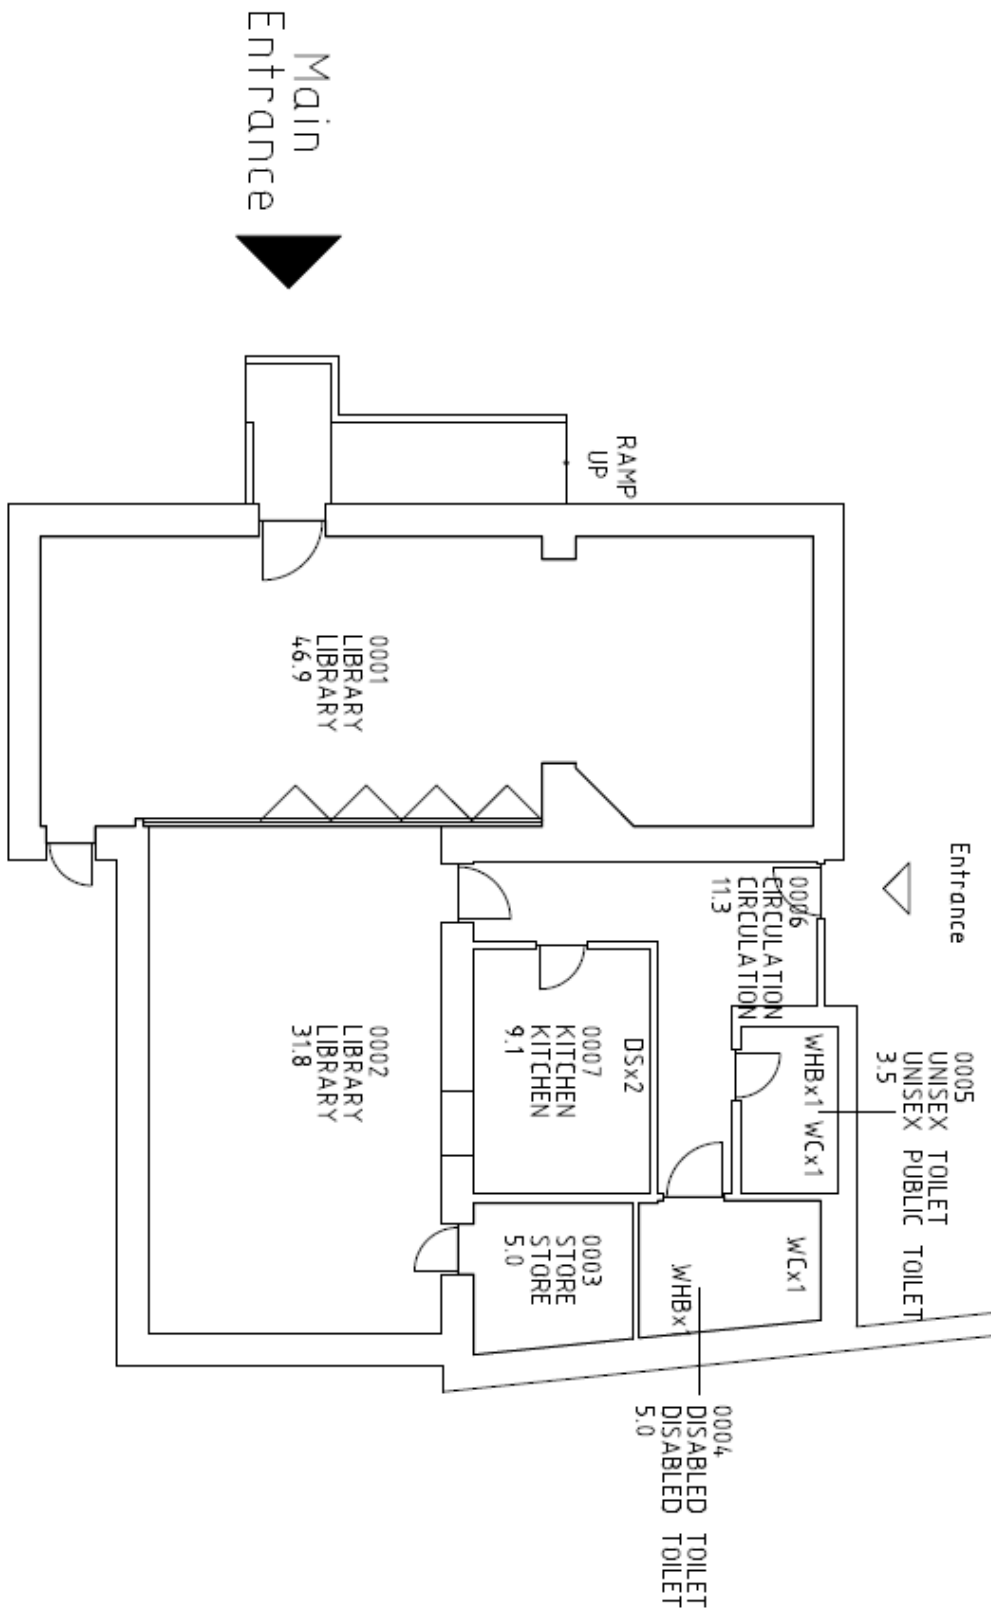 Main
Entrance
RAMP
UP
0001
LIBRARY
LIBRARY
46.9
Entrance
0006
CIRCULATION
CIRCULATION
11.3
0002
LIBRARY
LIBRARY
31.8
0007
KITCHEN
KITCHEN
9.1
DSx2
WHBx1 WCx1
0005
UNISEX TOILET
UNISEX PUBLIC TOILET
3.5
0003
STORE
STORE
5.0
WCx1
WHBx1
0004
DISABLED TOILET
DISABLED TOILET
5.0